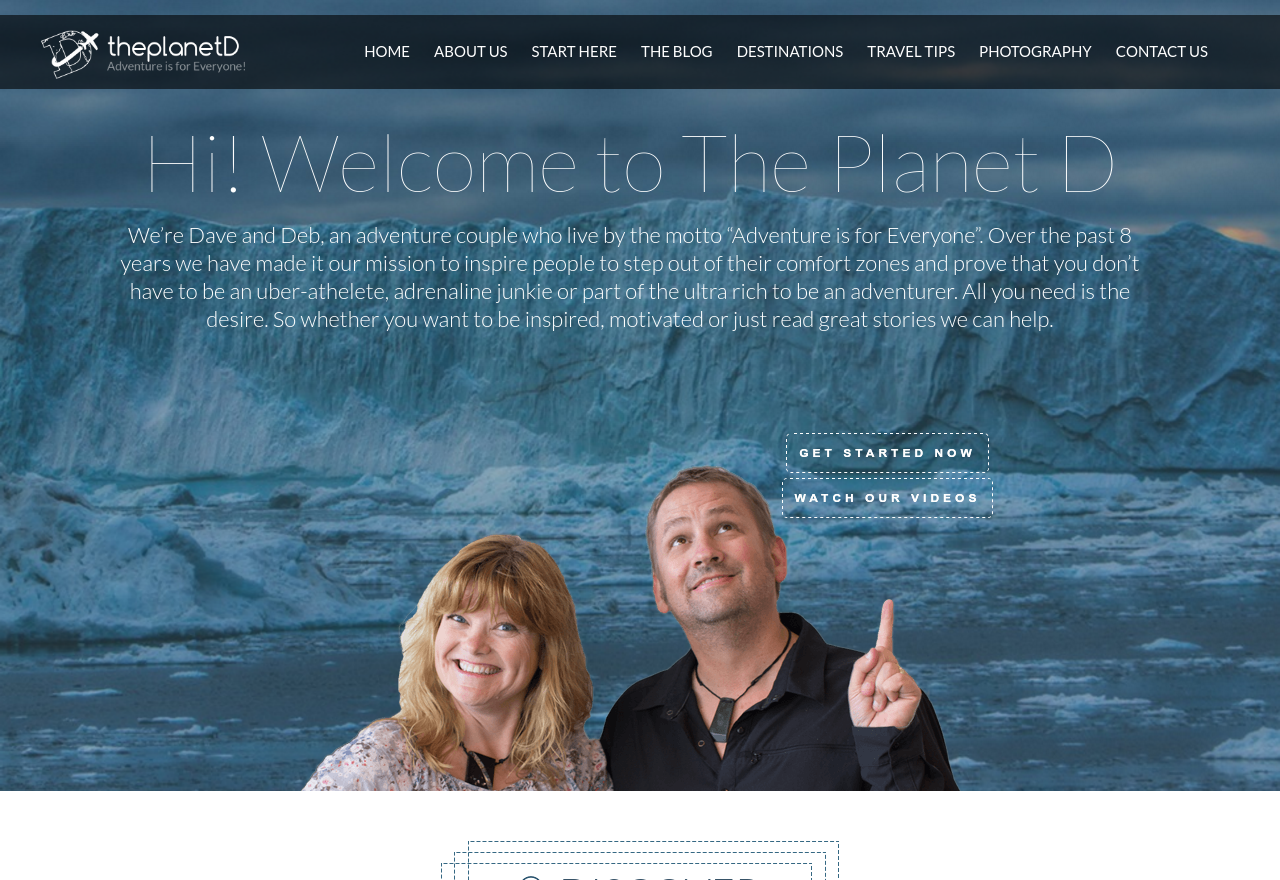 theplanetD
Adventure is for Everyone!
HOME ABOUT US START HERE THE BLOG DESTINATIONS TRAVEL TIPS PHOTOGRAPHY CONTACT US
Hi! Welcome to The Planet D
We’re Dave and Deb, an adventure couple who live by the motto “Adventure is for Everyone”. Over the past 8
years we have made it our mission to inspire people to step out of their comfort zones and prove that you don’t
have to be an uber-athelete, adrenaline junkie or part of the ultra rich to be an adventurer. All you need is the
desire. So whether you want to be inspired, motivated or just read great stories we can help.
GET STARTED NOW
WATCH OUR VIDEOS